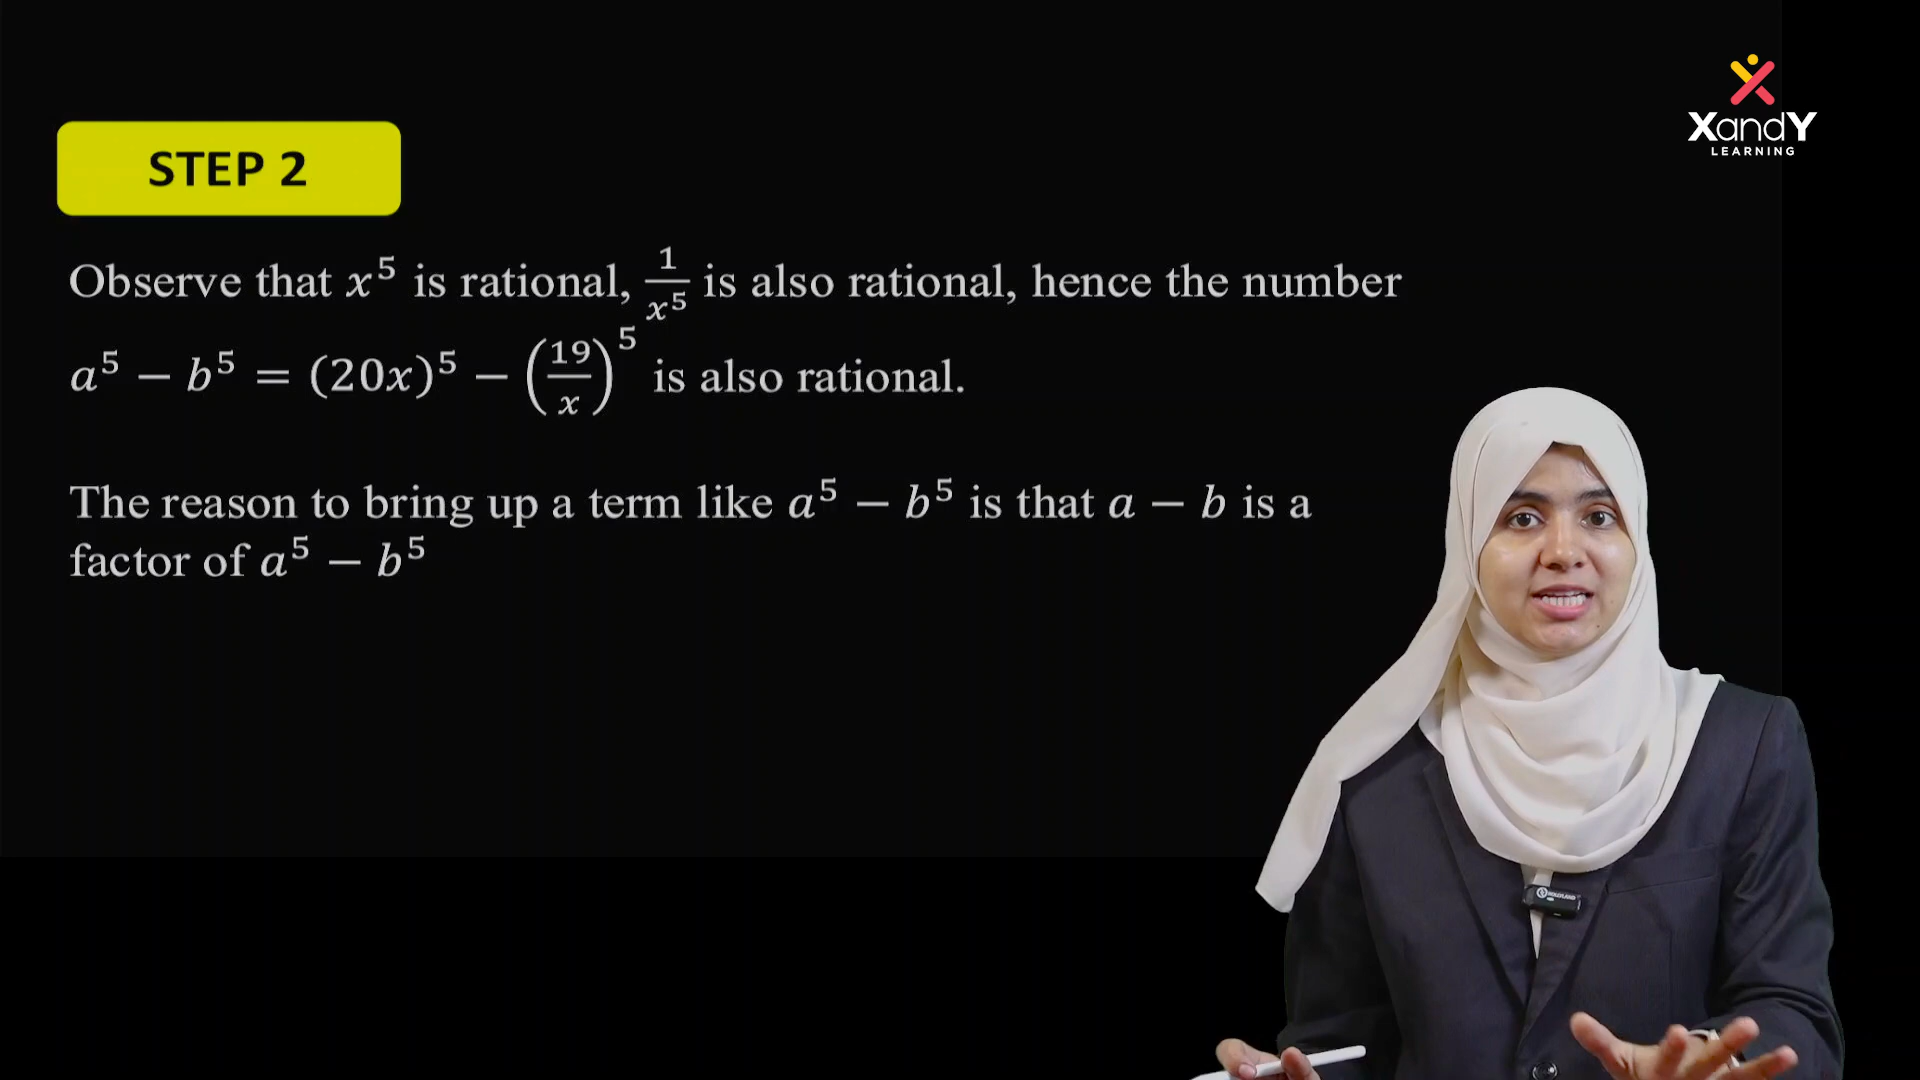 XandY
LEARNING
STEP 2
Observe that x⁵ is rational, 1/x⁵ is also rational, hence the number
a⁵ − b⁵ = (20x)⁵ − (19/x)⁵ is also rational.
The reason to bring up a term like a⁵ − b⁵ is that a − b is a
factor of a⁵ − b⁵